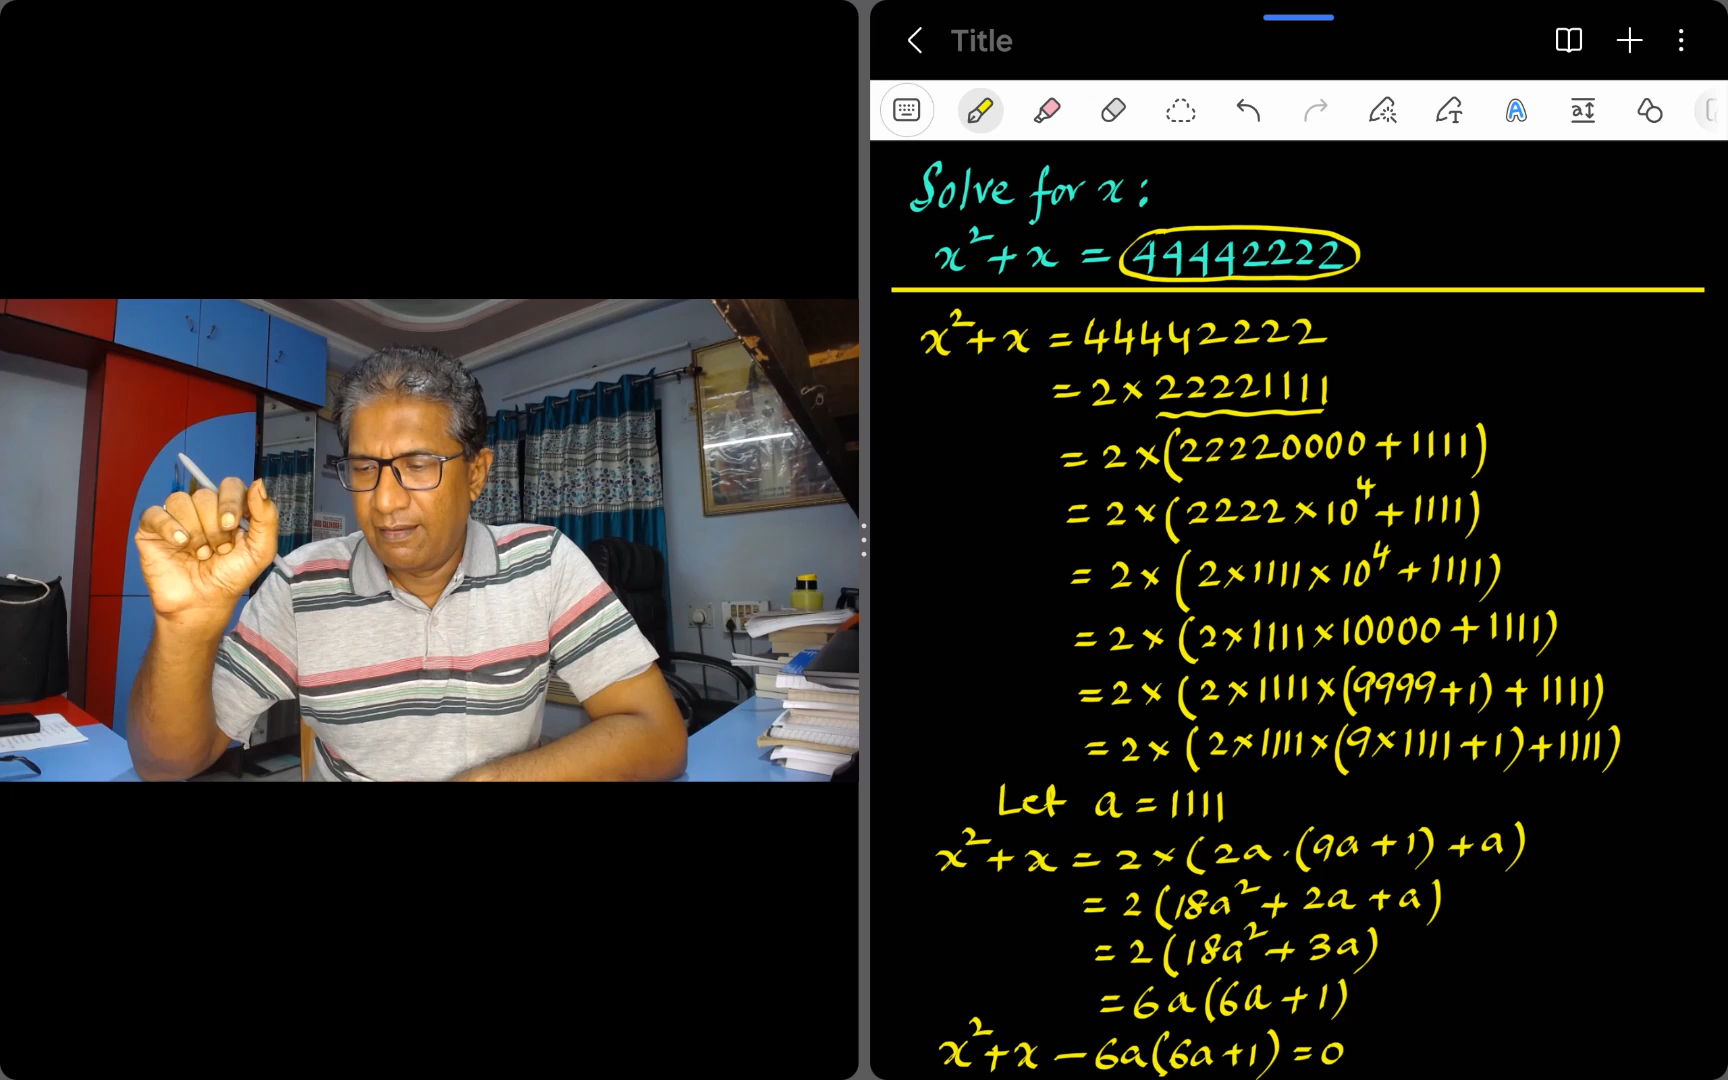 Title
Solve for x:
x²+x = 44442222
x²+x = 44442222
= 2 × 22221111
= 2 × (22220000 + 1111)
= 2 × (2222 × 10⁴ + 1111)
= 2 × (2 × 1111 × 10⁴ + 1111)
= 2 × (2 × 1111 × 10000 + 1111)
= 2 × (2 × 1111 × (9999 + 1) + 1111)
= 2 × (2 × 1111 × (9 × 1111 + 1) + 1111)
Let a = 1111
x²+x = 2 × (2a · (9a + 1) + a)
= 2 (18a² + 2a + a)
= 2 (18a² + 3a)
= 6a (6a + 1)
x²+x − 6a(6a+1) = 0